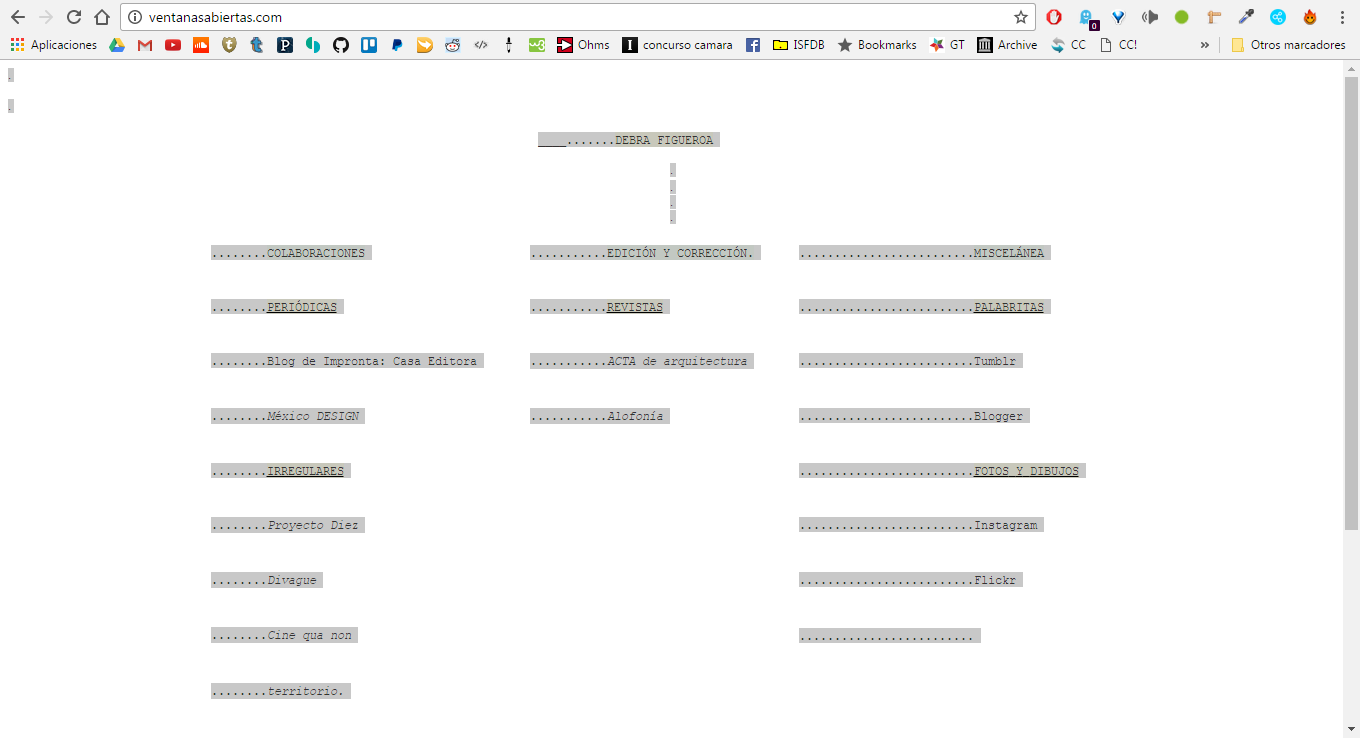 ventanasabiertas.com
0
Aplicaciones
Ohms
concurso camara
ISFDB
Bookmarks
GT
Archive
CC
CC!
»
Otros marcadores
.
.
____.......DEBRA FIGUEROA
.
.
.
.
........COLABORACIONES
...........EDICIÓN Y CORRECCIÓN.
.........................MISCELÁNEA
........PERIÓDICAS
...........REVISTAS
.........................PALABRITAS
........Blog de Impronta: Casa Editora
...........ACTA de arquitectura
.........................Tumblr
........México DESIGN
...........Alofonía
.........................Blogger
........IRREGULARES
.........................FOTOS Y DIBUJOS
........Proyecto Diez
.........................Instagram
........Divague
.........................Flickr
........Cine qua non
.........................
........territorio.